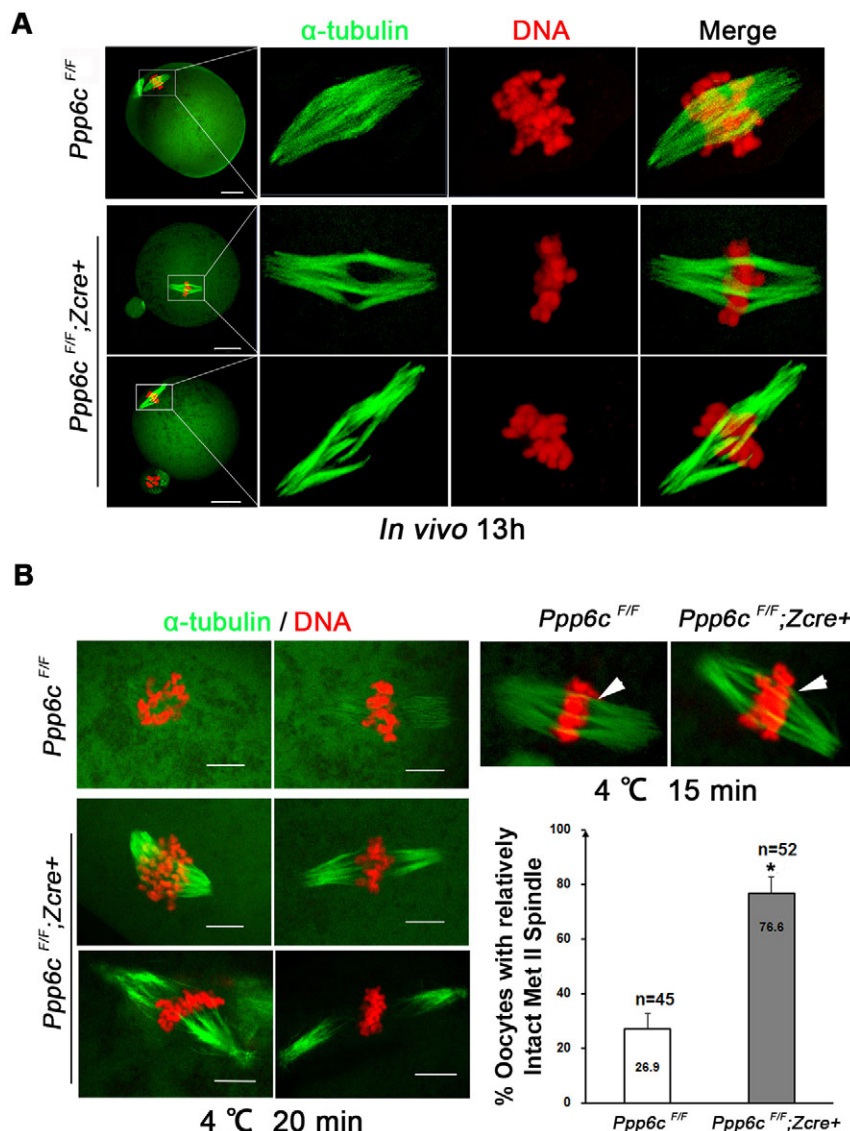 A
α-tubulin DNA Merge
Ppp6c F/F
Ppp6c F/F;Zcre+
In vivo 13h
B
α-tubulin / DNA
Ppp6c F/F
Ppp6c F/F;Zcre+
4 ℃ 20 min
Ppp6c F/F Ppp6c F/F;Zcre+
4 ℃ 15 min
% Oocytes with relatively
Intact Met II Spindle
100
80
60
40
20
0
n=45
26.9
n=52
*
76.6
Ppp6c F/F Ppp6c F/F;Zcre+